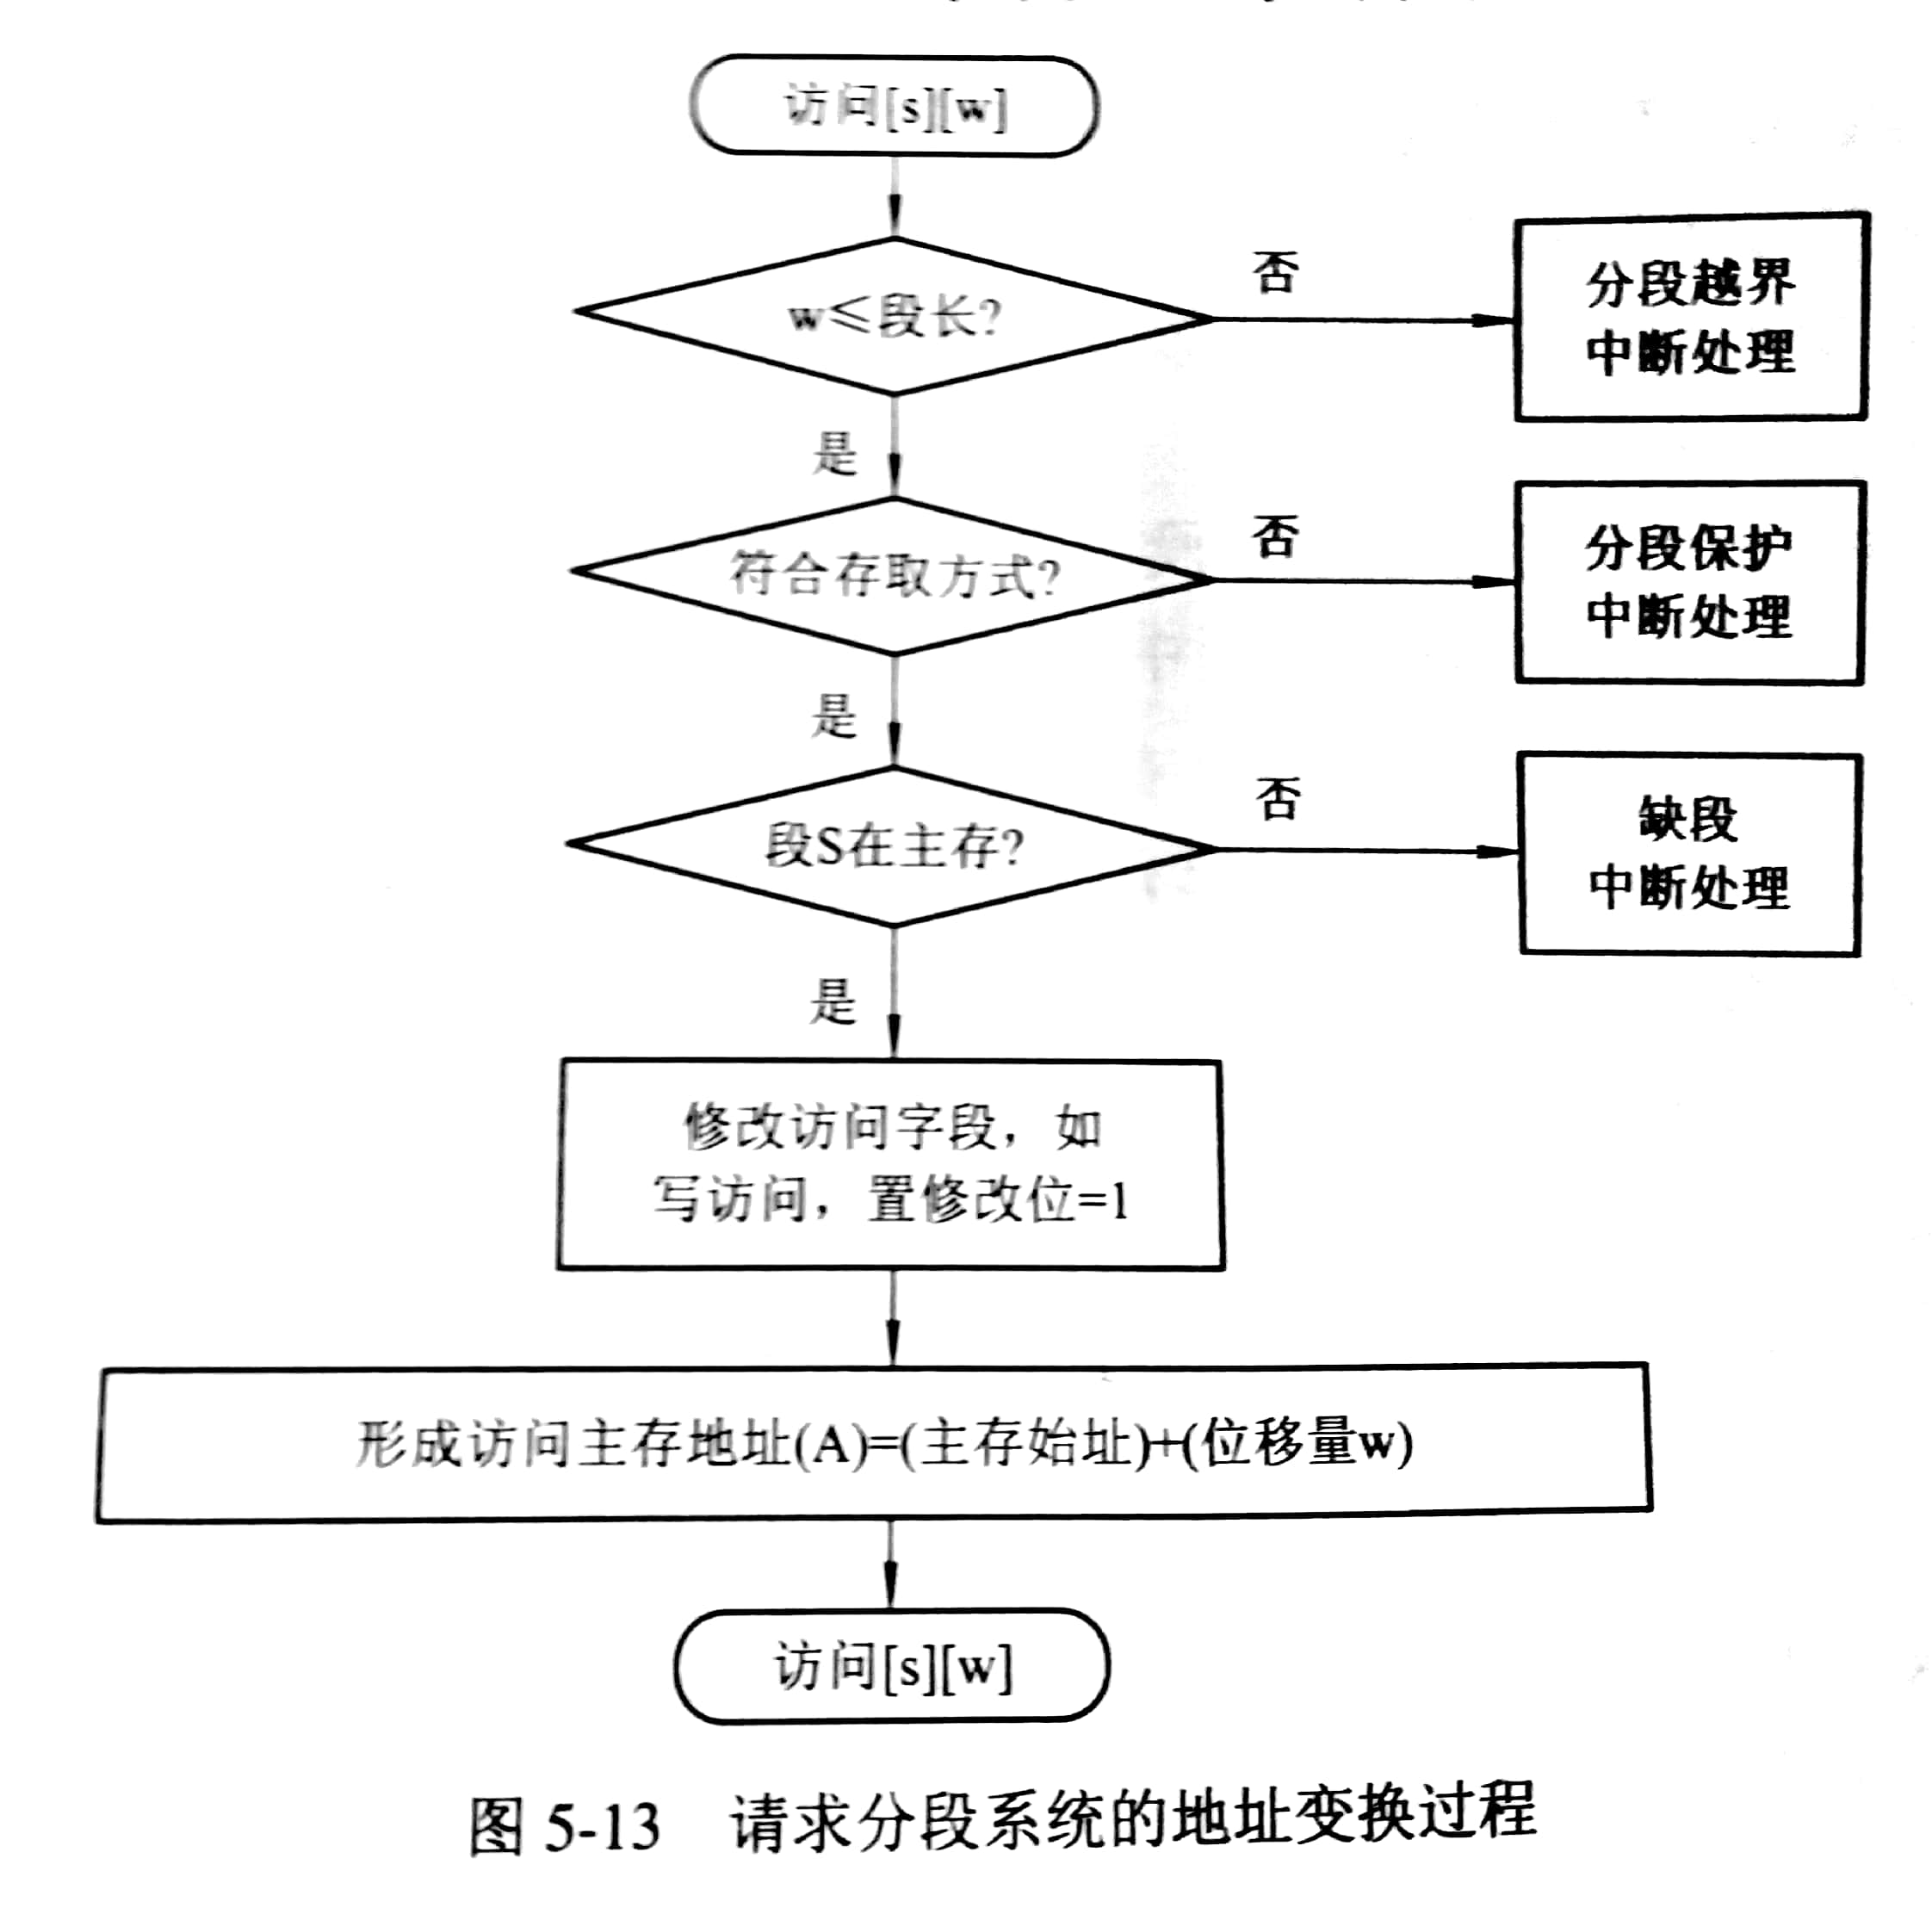 访问[s][w]
w≤段长?
否
分段越界
中断处理
是
符合存取方式?
否
分段保护
中断处理
是
段S在主存?
否
缺段
中断处理
是
修改访问字段，如
写访问，置修改位=1
形成访问主存地址(A)=(主存始址)+(位移量w)
访问[s][w]
图 5-13 请求分段系统的地址变换过程